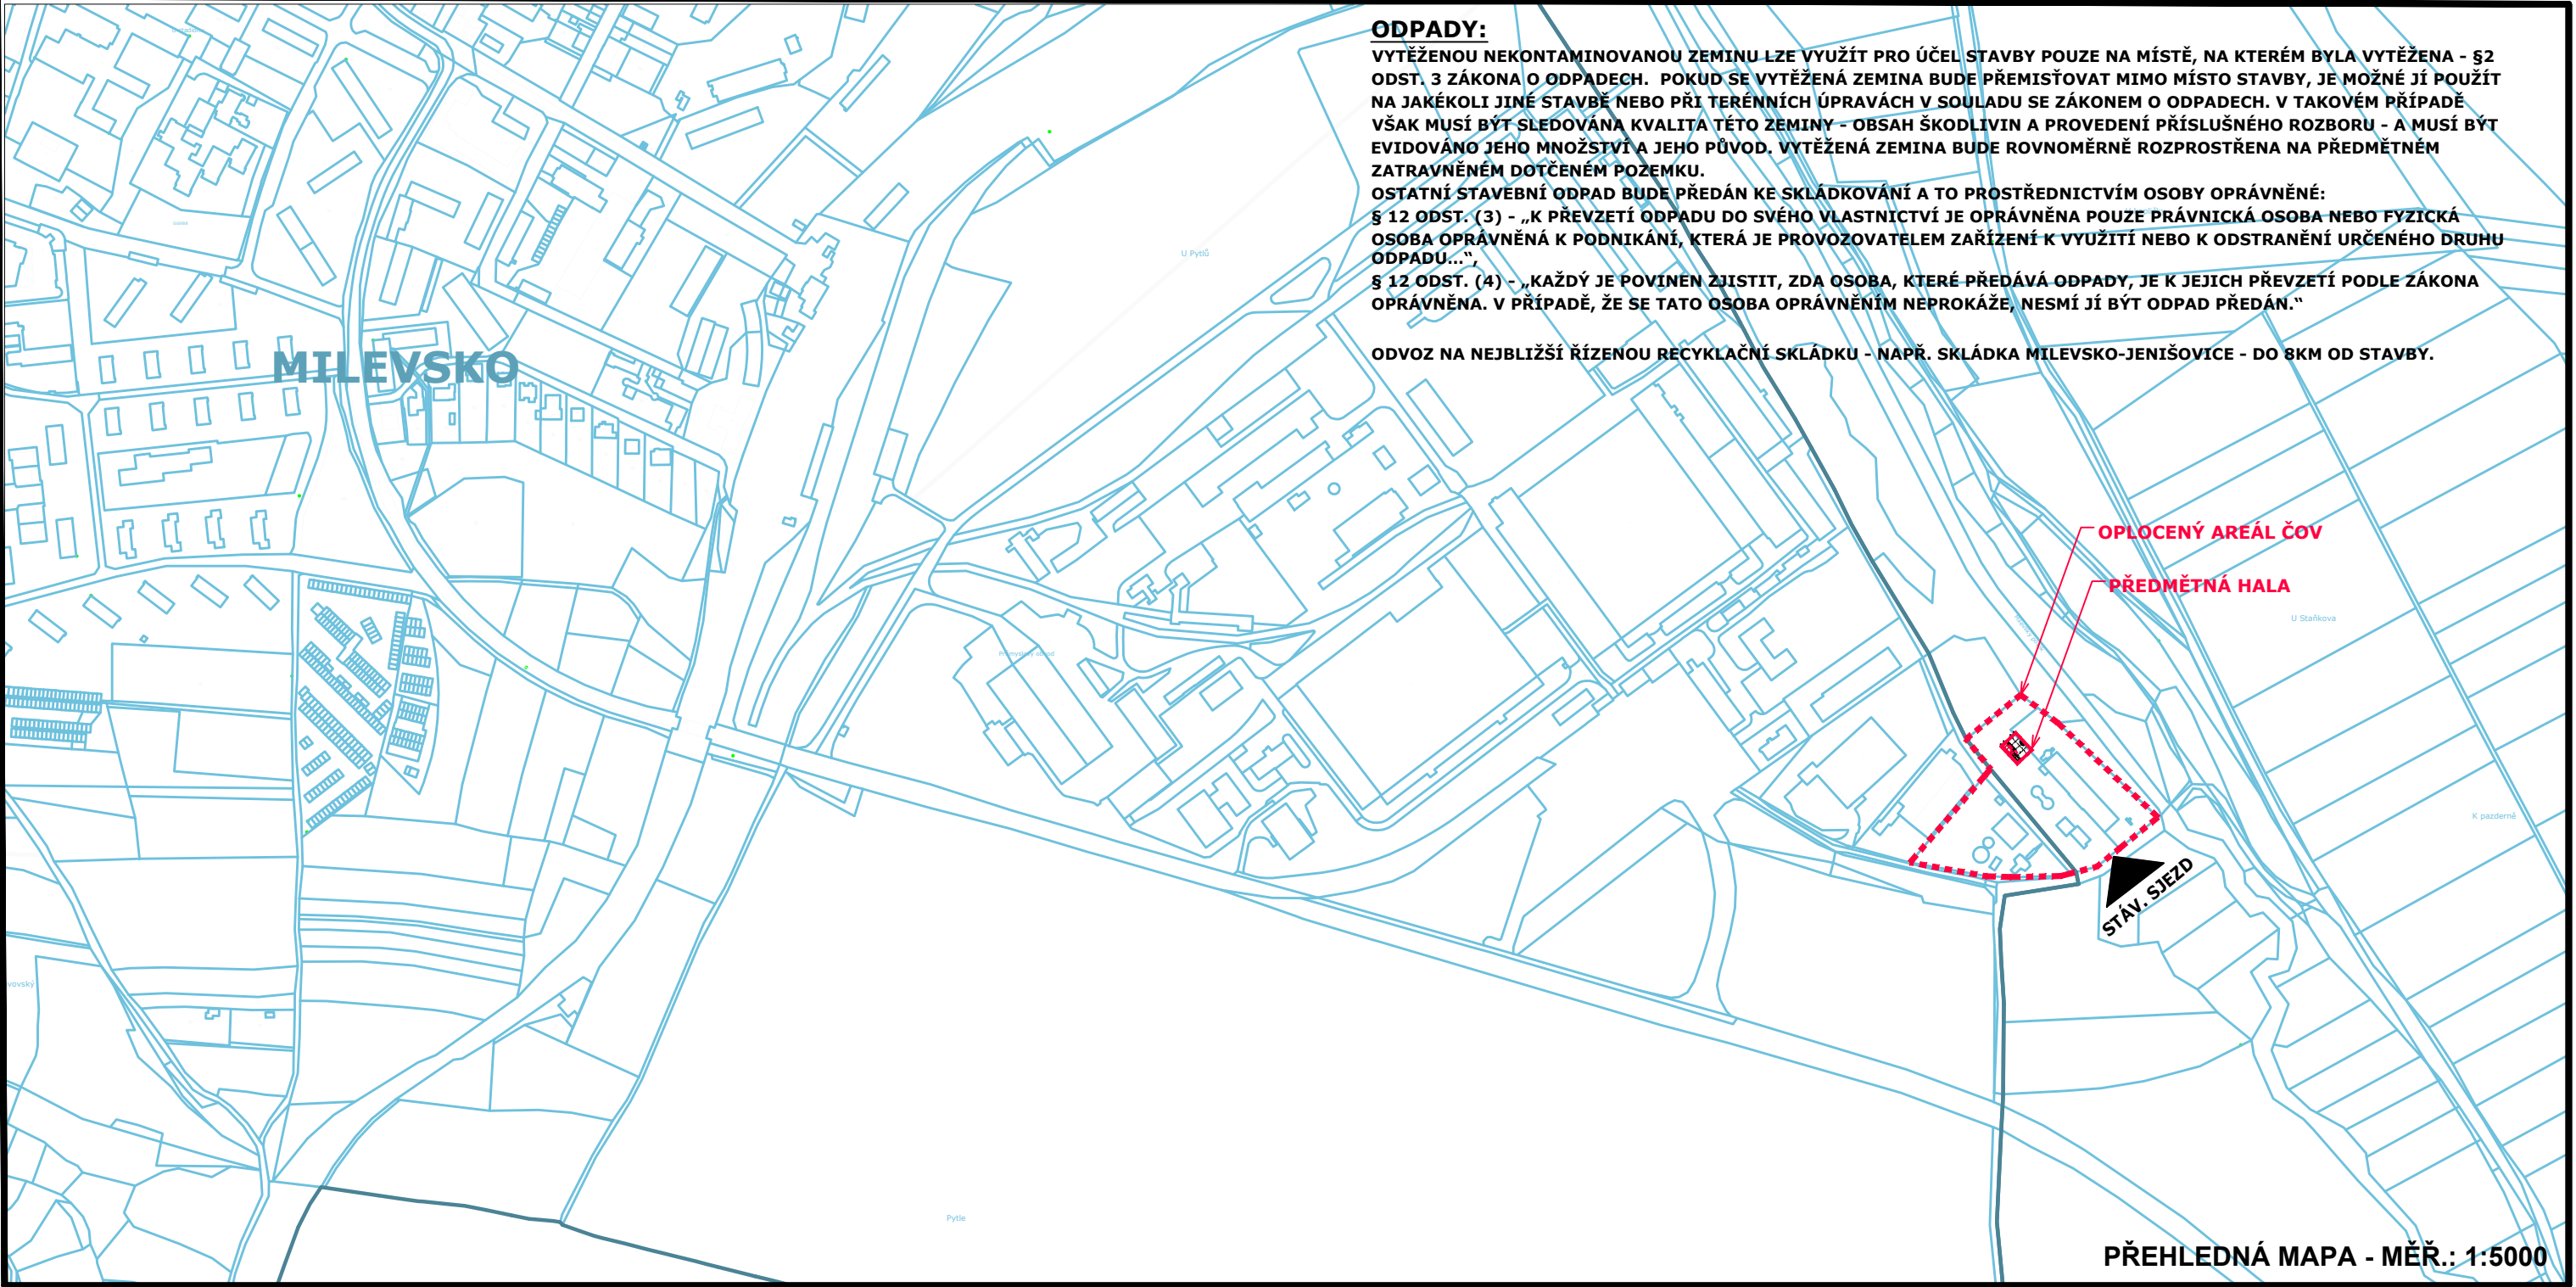 ODPADY:
VYTĚŽENOU NEKONTAMINOVANOU ZEMINU LZE VYUŽÍT PRO ÚČEL STAVBY POUZE NA MÍSTĚ, NA KTERÉM BYLA VYTĚŽENA - §2
ODST. 3 ZÁKONA O ODPADECH. POKUD SE VYTĚŽENÁ ZEMINA BUDE PŘEMISŤOVAT MIMO MÍSTO STAVBY, JE MOŽNÉ JÍ POUŽÍT
NA JAKÉKOLI JINÉ STAVBĚ NEBO PŘI TERÉNNÍCH ÚPRAVÁCH V SOULADU SE ZÁKONEM O ODPADECH. V TAKOVÉM PŘÍPADĚ
VŠAK MUSÍ BÝT SLEDOVÁNA KVALITA TÉTO ZEMINY - OBSAH ŠKODLIVIN A PROVEDENÍ PŘÍSLUŠNÉHO ROZBORU - A MUSÍ BÝT
EVIDOVÁNO JEHO MNOŽSTVÍ A JEHO PŮVOD. VYTĚŽENÁ ZEMINA BUDE ROVNOMĚRNĚ ROZPROSTŘENA NA PŘEDMĚTNÉM
ZATRAVNĚNÉM DOTČENÉM POZEMKU.
OSTATNÍ STAVEBNÍ ODPAD BUDE PŘEDÁN KE SKLÁDKOVÁNÍ A TO PROSTŘEDNICTVÍM OSOBY OPRÁVNĚNÉ:
§ 12 ODST. (3) - „K PŘEVZETÍ ODPADU DO SVÉHO VLASTNICTVÍ JE OPRÁVNĚNA POUZE PRÁVNICKÁ OSOBA NEBO FYZICKÁ
OSOBA OPRÁVNĚNÁ K PODNIKÁNÍ, KTERÁ JE PROVOZOVATELEM ZAŘÍZENÍ K VYUŽITÍ NEBO K ODSTRANĚNÍ URČENÉHO DRUHU
ODPADU...“,
§ 12 ODST. (4) - „KAŽDÝ JE POVINEN ZJISTIT, ZDA OSOBA, KTERÉ PŘEDÁVÁ ODPADY, JE K JEJICH PŘEVZETÍ PODLE ZÁKONA
OPRÁVNĚNA. V PŘÍPADĚ, ŽE SE TATO OSOBA OPRÁVNĚNÍM NEPROKÁŽE, NESMÍ JÍ BÝT ODPAD PŘEDÁN.“
ODVOZ NA NEJBLIŽŠÍ ŘÍZENOU RECYKLAČNÍ SKLÁDKU - NAPŘ. SKLÁDKA MILEVSKO-JENIŠOVICE - DO 8KM OD STAVBY.
U Pytlů
MILEVSKO
OPLOCENÝ AREÁL ČOV
PŘEDMĚTNÁ HALA
U Staňkova
Průmyslový obvod
K pazderně
STÁV. SJEZD
vovský
Pytle
PŘEHLEDNÁ MAPA - MĚŘ.: 1:5000